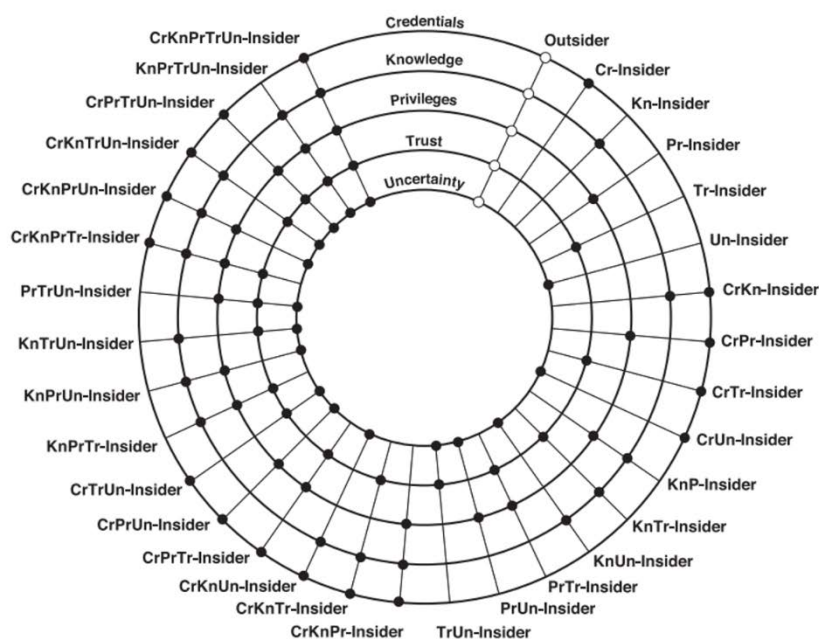 Credentials
Knowledge
Privileges
Trust
Uncertainty
Outsider
Cr-Insider
Kn-Insider
Pr-Insider
Tr-Insider
Un-Insider
CrKn-Insider
CrPr-Insider
CrTr-Insider
CrUn-Insider
KnP-Insider
KnTr-Insider
KnUn-Insider
PrTr-Insider
PrUn-Insider
TrUn-Insider
CrKnPr-Insider
CrKnTr-Insider
CrKnUn-Insider
CrPrTr-Insider
CrPrUn-Insider
CrTrUn-Insider
KnPrTr-Insider
KnPrUn-Insider
KnTrUn-Insider
PrTrUn-Insider
CrKnPrTr-Insider
CrKnPrUn-Insider
CrKnTrUn-Insider
CrPrTrUn-Insider
KnPrTrUn-Insider
CrKnPrTrUn-Insider